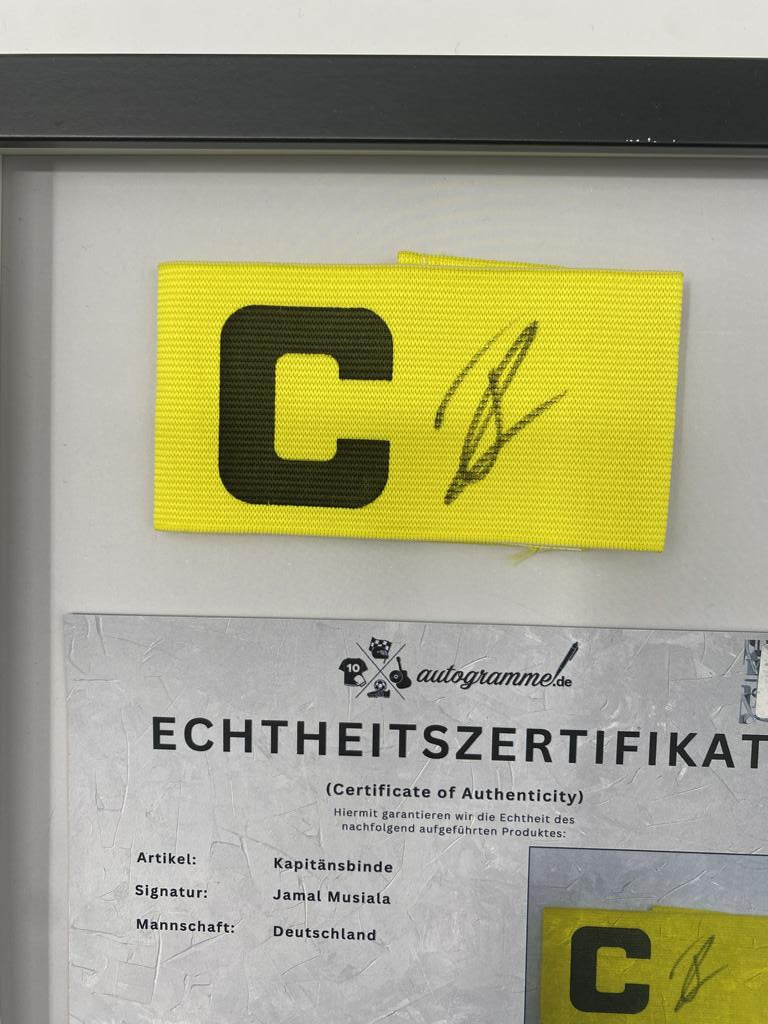 C
10
autogramme.de
ECHTHEITSZERTIFIKAT
(Certificate of Authenticity)
Hiermit garantieren wir die Echtheit des
nachfolgend aufgeführten Produktes:
Artikel: Kapitänsbinde
Signatur: Jamal Musiala
Mannschaft: Deutschland
C